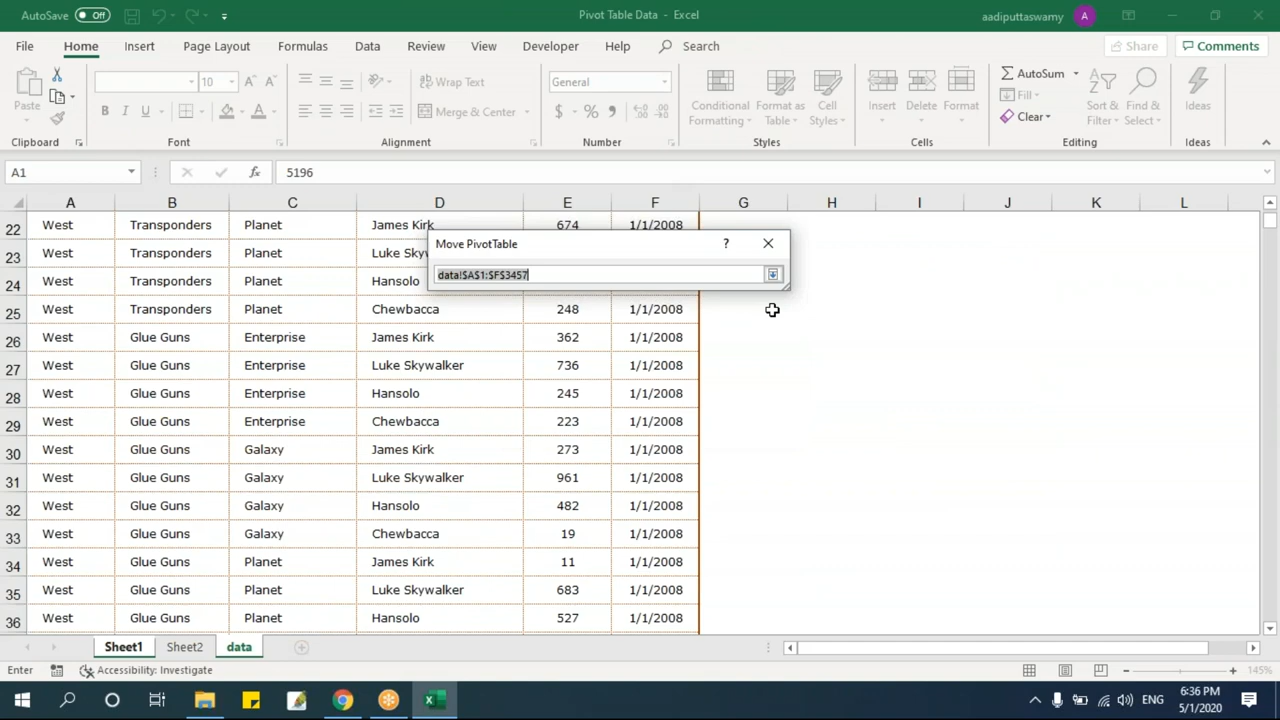 AutoSave Off Pivot Table Data - Excel aadiputtaswamy A
File Home Insert Page Layout Formulas Data Review View Developer Help Search Share Comments
Paste 10 A A Wrap Text General Conditional Formatting Format as Table Cell Styles Insert Delete Format AutoSum Sort & Filter Find & Select Ideas
B I U Merge & Center $ % Fill
Clear
Clipboard Font Alignment Number Styles Cells Editing Ideas
A1 fx 5196
A B C D E F G H I J K L
22 West Transponders Planet James Kirk 674 1/1/2008
Move PivotTable ?
23 West Transponders Planet Luke Skyw
data!$A$1:$F$3457
24 West Transponders Planet Hansolo
25 West Transponders Planet Chewbacca 248 1/1/2008
26 West Glue Guns Enterprise James Kirk 362 1/1/2008
27 West Glue Guns Enterprise Luke Skywalker 736 1/1/2008
28 West Glue Guns Enterprise Hansolo 245 1/1/2008
29 West Glue Guns Enterprise Chewbacca 223 1/1/2008
30 West Glue Guns Galaxy James Kirk 273 1/1/2008
31 West Glue Guns Galaxy Luke Skywalker 961 1/1/2008
32 West Glue Guns Galaxy Hansolo 482 1/1/2008
33 West Glue Guns Galaxy Chewbacca 19 1/1/2008
34 West Glue Guns Planet James Kirk 11 1/1/2008
35 West Glue Guns Planet Luke Skywalker 683 1/1/2008
36 West Glue Guns Planet Hansolo 527 1/1/2008
Sheet1 Sheet2 data
Enter Accessibility: Investigate 145%
ENG 6:36 PM
5/1/2020